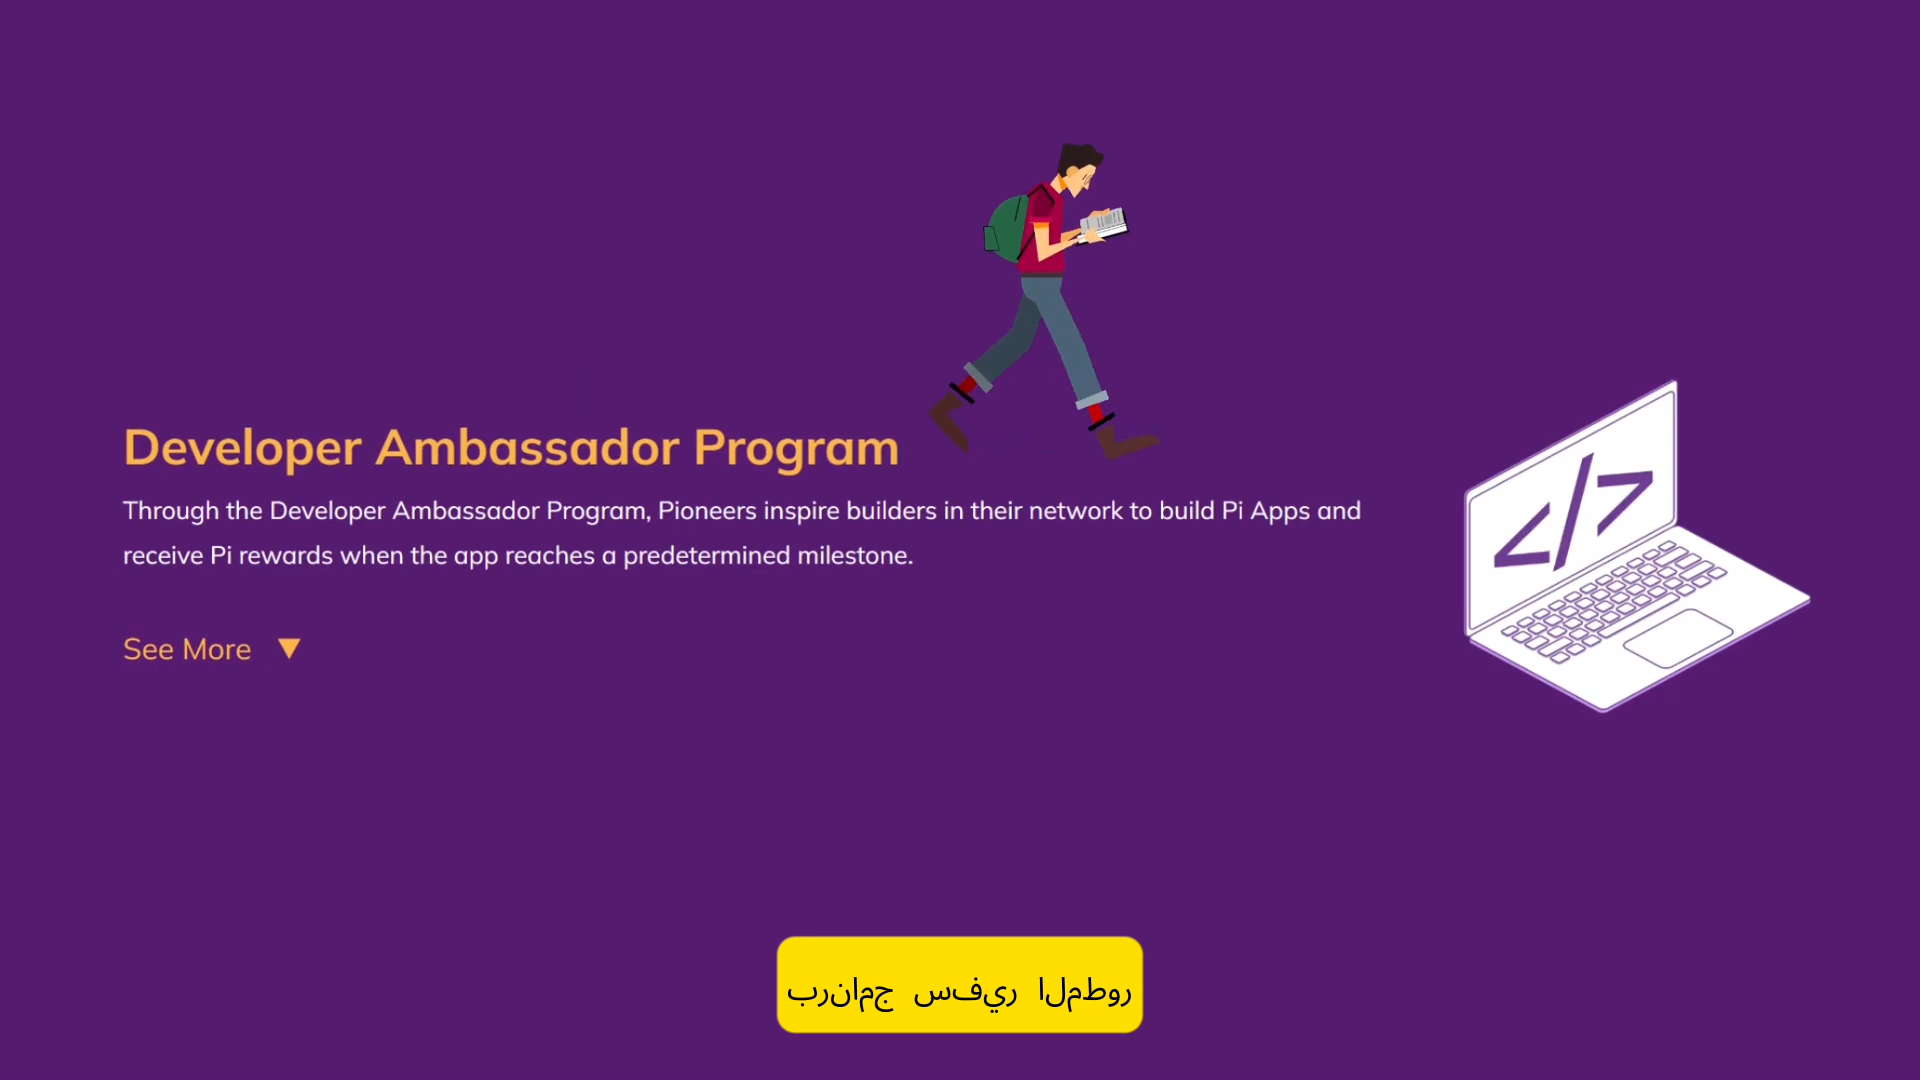 Developer Ambassador Program
Through the Developer Ambassador Program, Pioneers inspire builders in their network to build Pi Apps and
receive Pi rewards when the app reaches a predetermined milestone.
See More ▼
</>
برنامج سفير المطور